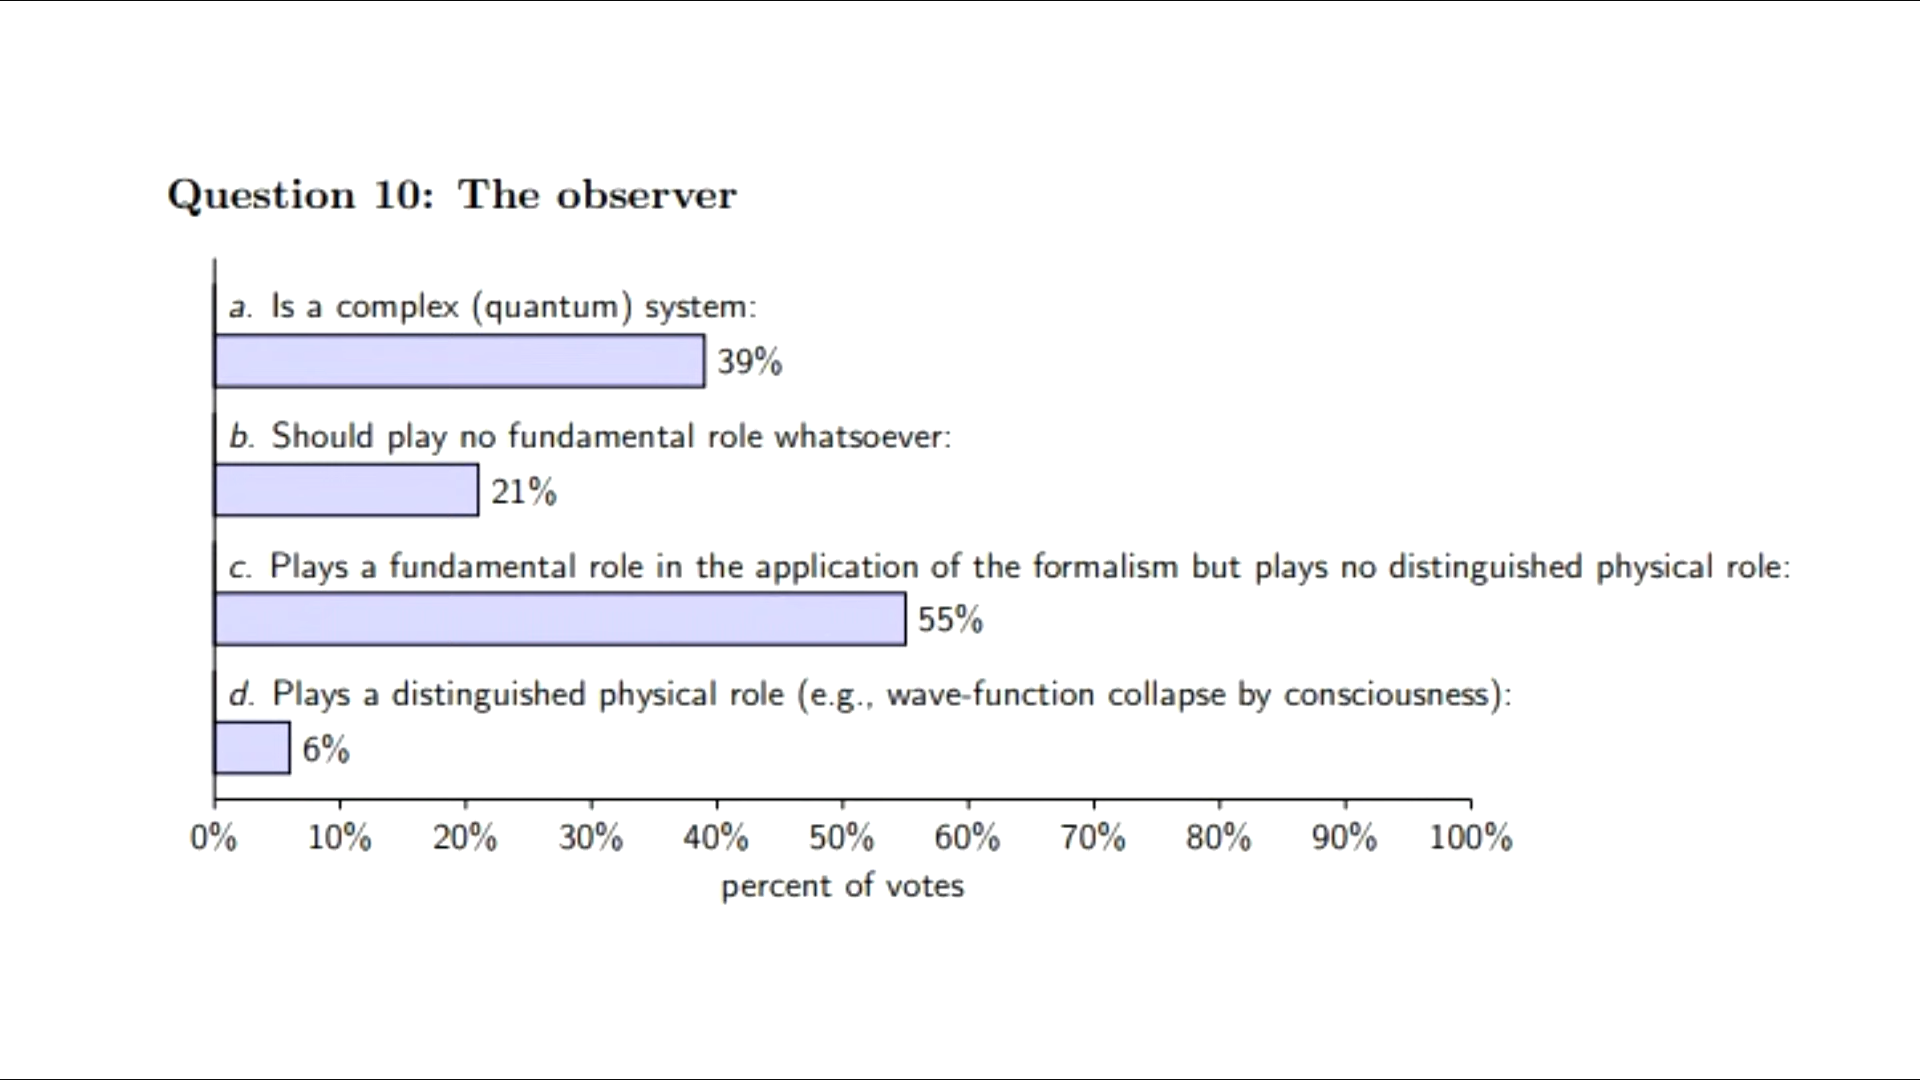 Question 10: The observer
a. Is a complex (quantum) system:
39%
b. Should play no fundamental role whatsoever:
21%
c. Plays a fundamental role in the application of the formalism but plays no distinguished physical role:
55%
d. Plays a distinguished physical role (e.g., wave-function collapse by consciousness):
6%
0% 10% 20% 30% 40% 50% 60% 70% 80% 90% 100%
percent of votes